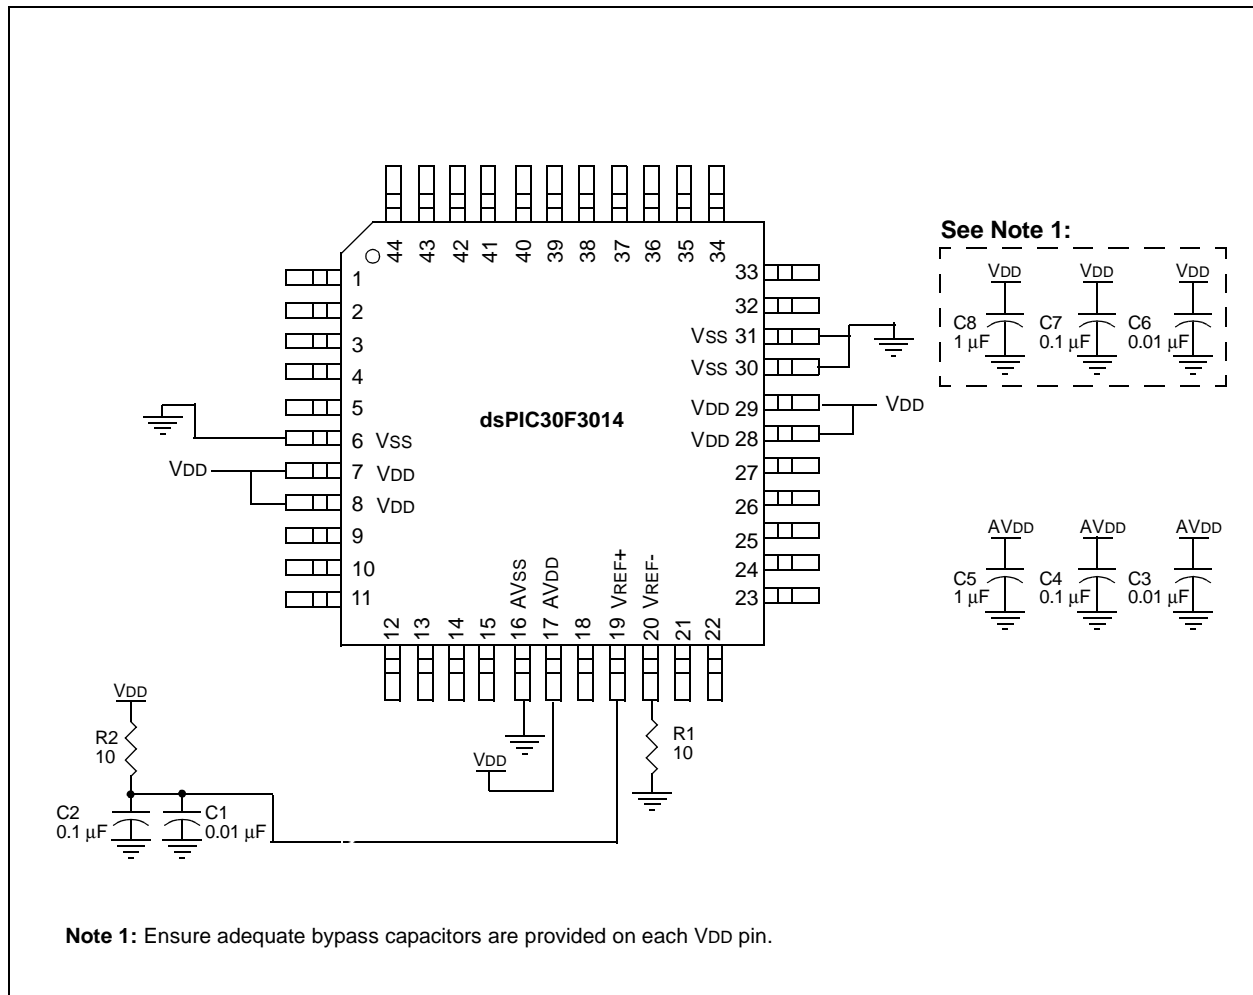 44 43 42 41 40 39 38 37 36 35 34
See Note 1:
VDD VDD VDD
C8 C7 C6
1 μF 0.1 μF 0.01 μF
1
2
3
4
5
6 VSS
7 VDD
8 VDD
9
10
11
VDD
dsPIC30F3014
33
32
VSS 31
VSS 30
VDD 29
VDD 28
27
26
25
24
23
VDD
AVDD AVDD AVDD
C5 C4 C3
1 μF 0.1 μF 0.01 μF
12
13
14
15
16 AVSS
17 AVDD
18
19 VREF+
20 VREF-
21
22
VDD
R2
10
C2
0.1 μF
C1
0.01 μF
VDD
R1
10
Note 1: Ensure adequate bypass capacitors are provided on each VDD pin.